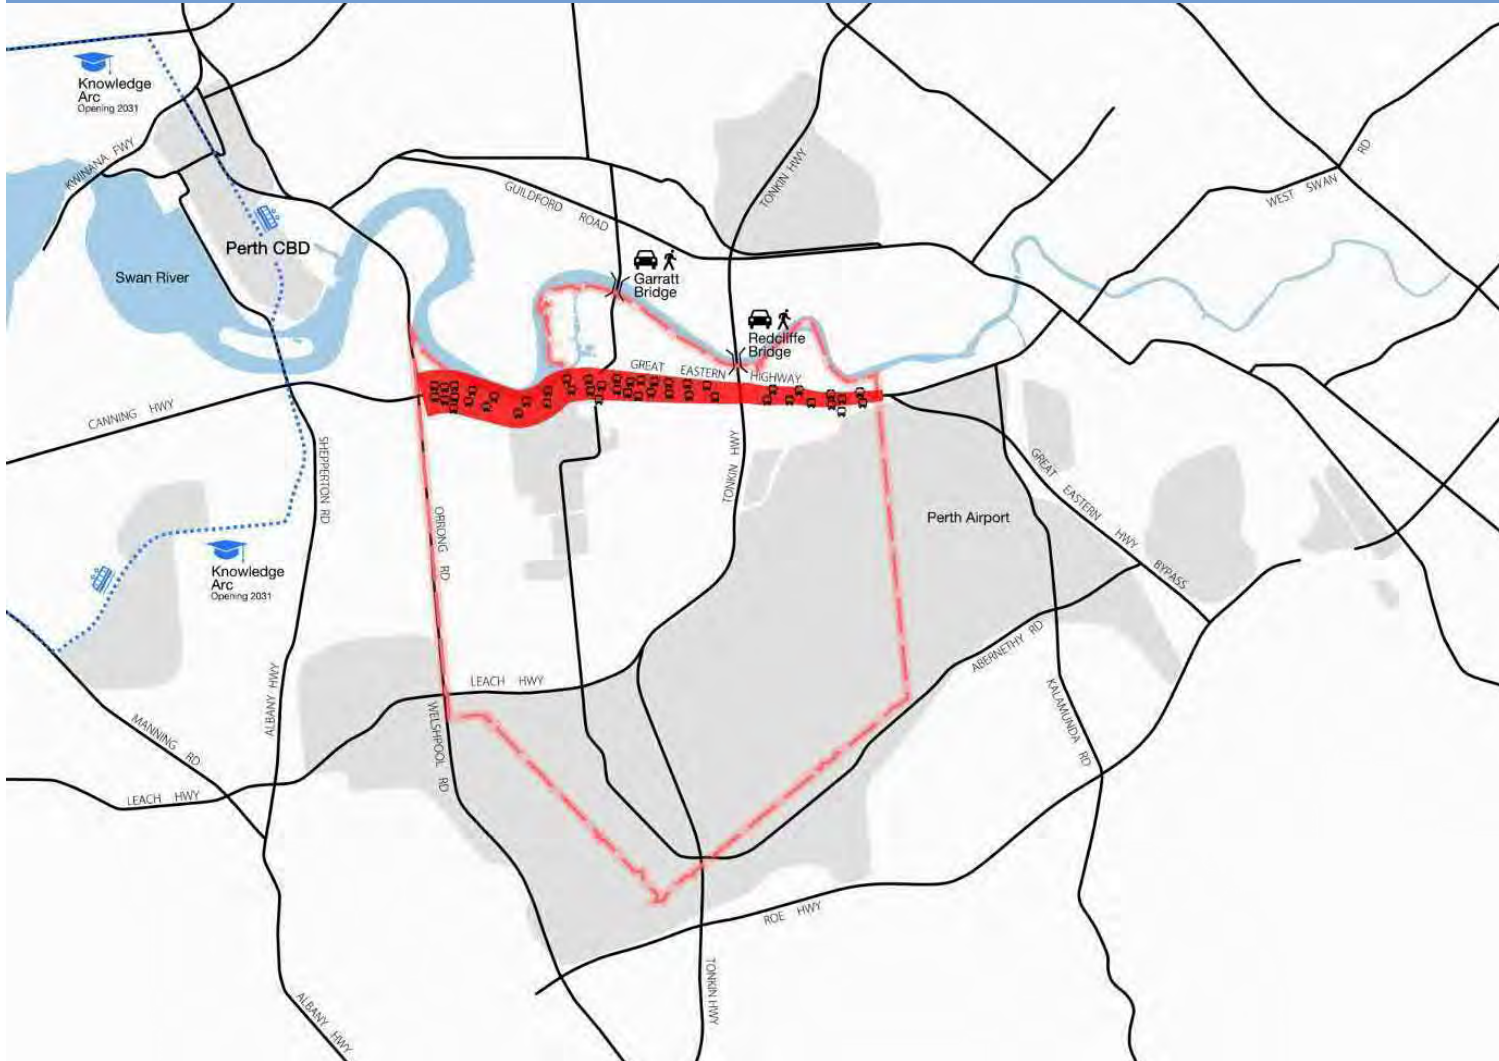 Knowledge
Arc
Opening 2031
KWINANA FWY
Perth CBD
Swan River
GUILDFORD ROAD
TONKIN HWY
WEST SWAN RD
Garratt
Bridge
Redcliffe
Bridge
GREAT EASTERN HIGHWAY
CANNING HWY
SHEPPERTON RD
ORRONG RD
TONKIN HWY
Perth Airport
GREAT EASTERN HWY BYPASS
Knowledge
Arc
Opening 2031
ABERNETHY RD
LEACH HWY
ALBANY HWY
WELSHPOOL RD
KALAMUNDA RD
MANNING RD
LEACH HWY
ROE HWY
TONKIN HWY
ALBANY HWY